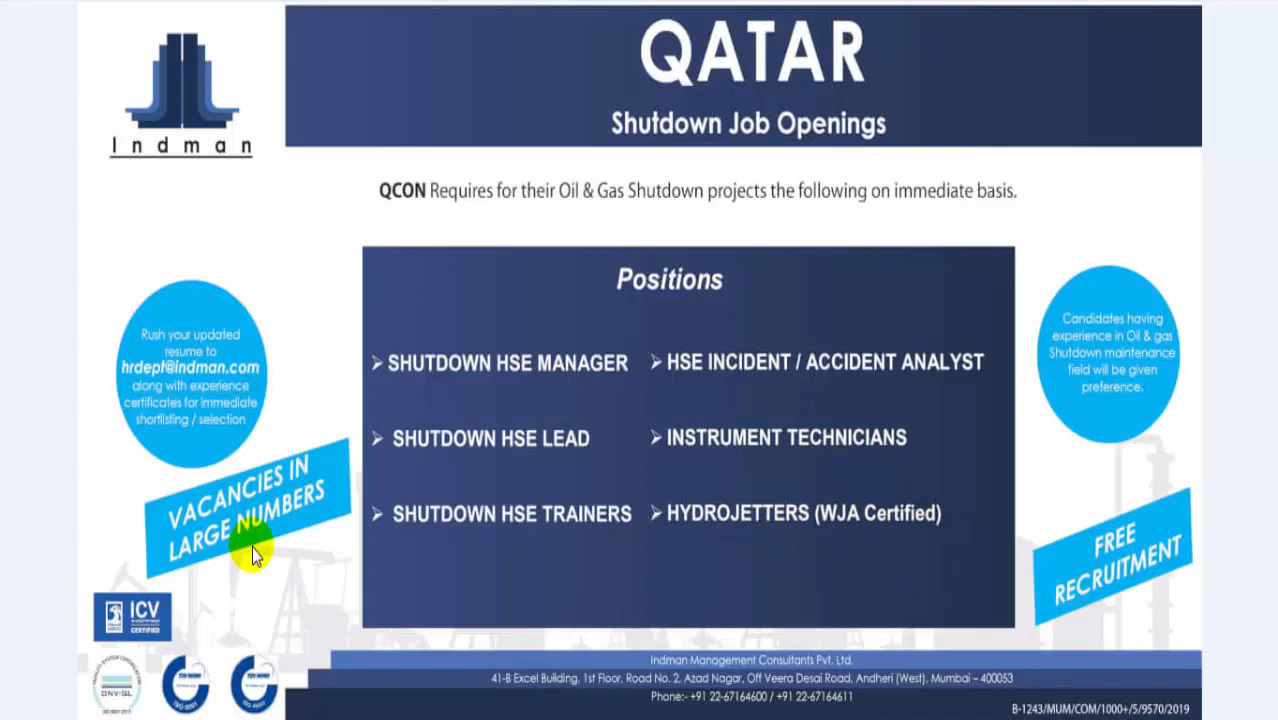 Indman
QATAR
Shutdown Job Openings
QCON Requires for their Oil & Gas Shutdown projects the following on immediate basis.
Positions
SHUTDOWN HSE MANAGER
HSE INCIDENT / ACCIDENT ANALYST
SHUTDOWN HSE LEAD
INSTRUMENT TECHNICIANS
SHUTDOWN HSE TRAINERS
HYDROJETTERS (WJA Certified)
Rush your updated
resume to
hrdept@indman.com
along with experience
certificates for immediate
shortlisting / selection
VACANCIES IN
LARGE NUMBERS
Candidates having
experience in Oil & gas
Shutdown maintenance
field will be given
preference.
FREE
RECRUITMENT
ICV
CERTIFIED
DNV·GL
Indman Management Consultants Pvt. Ltd.
41-B Excel Building, 1st Floor, Road No. 2, Azad Nagar, Off Veera Desai Road, Andheri (West), Mumbai – 400053
Phone:- +91 22-67164600 / +91 22-67164611
B-1243/MUM/COM/1000+/5/9570/2019